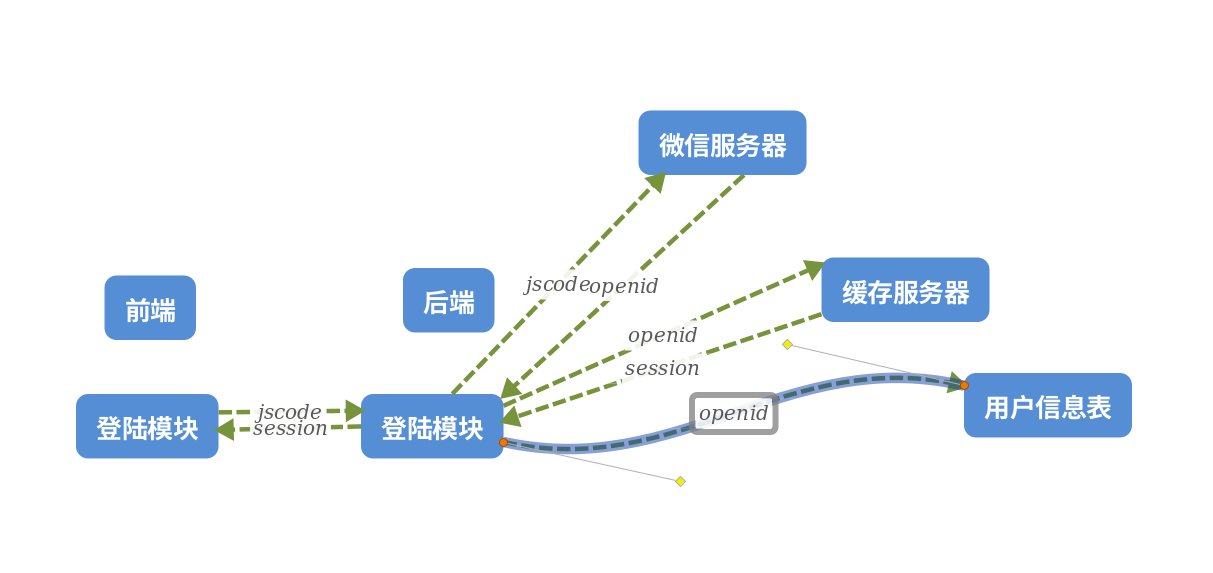 微信服务器
jscode
openid
缓存服务器
前端
后端
openid
session
登陆模块
jscode
session
登陆模块
openid
用户信息表